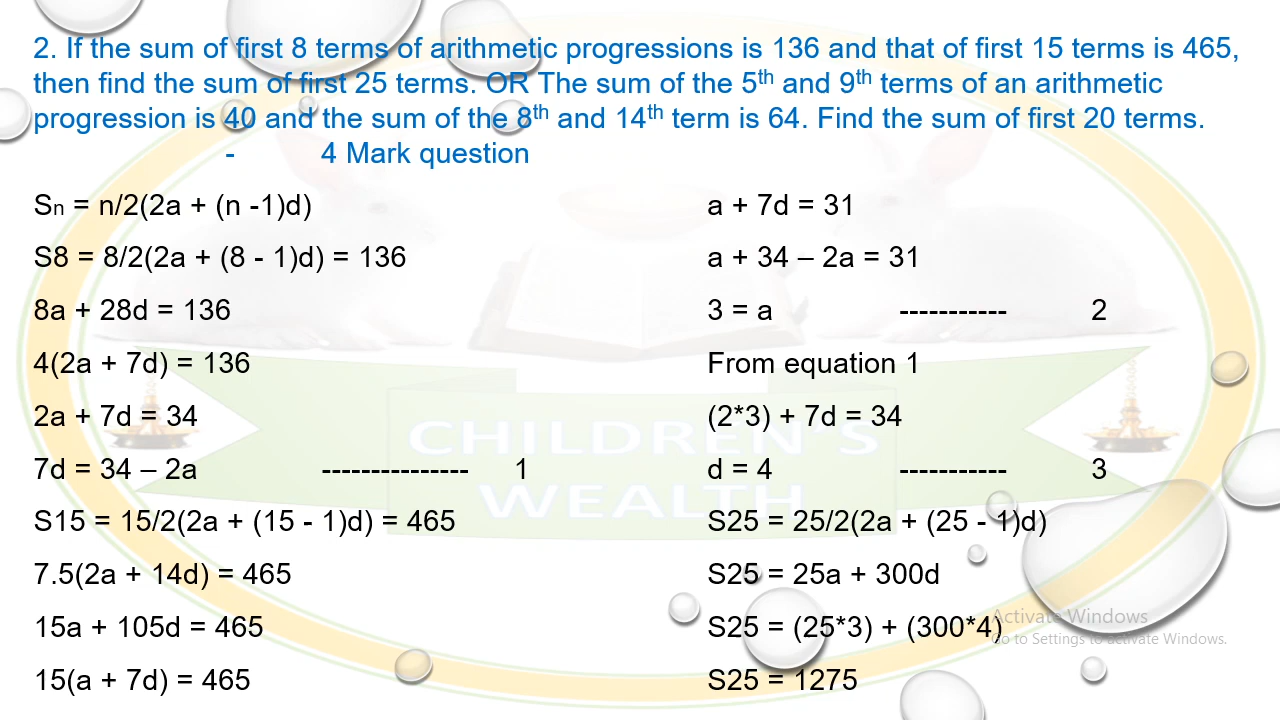 2. If the sum of first 8 terms of arithmetic progressions is 136 and that of first 15 terms is 465,
then find the sum of first 25 terms. OR The sum of the 5th and 9th terms of an arithmetic
progression is 40 and the sum of the 8th and 14th term is 64. Find the sum of first 20 terms.
- 4 Mark question
Sn = n/2(2a + (n -1)d)
S8 = 8/2(2a + (8 - 1)d) = 136
8a + 28d = 136
4(2a + 7d) = 136
2a + 7d = 34
7d = 34 – 2a --------------- 1
S15 = 15/2(2a + (15 - 1)d) = 465
7.5(2a + 14d) = 465
15a + 105d = 465
15(a + 7d) = 465
a + 7d = 31
a + 34 – 2a = 31
3 = a ----------- 2
From equation 1
(2*3) + 7d = 34
d = 4 ----------- 3
S25 = 25/2(2a + (25 - 1)d)
S25 = 25a + 300d
S25 = (25*3) + (300*4)
S25 = 1275
CHILDREN'S
WEALTH
Activate Windows
Go to Settings to activate Windows.